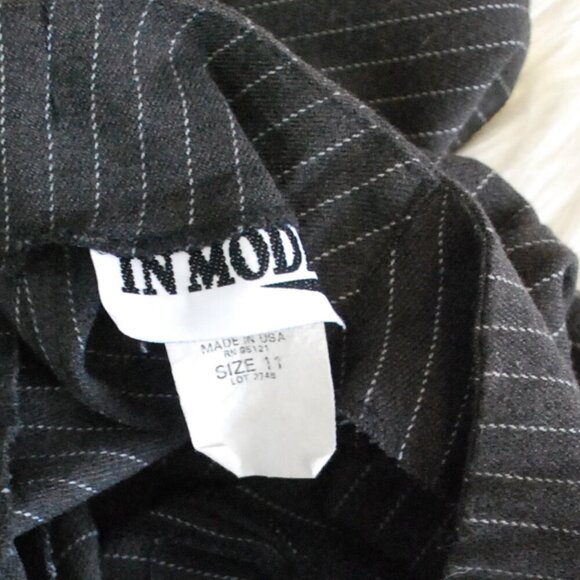 IN MOD
MADE IN USA
RN 95121
SIZE 11
LOT 2748